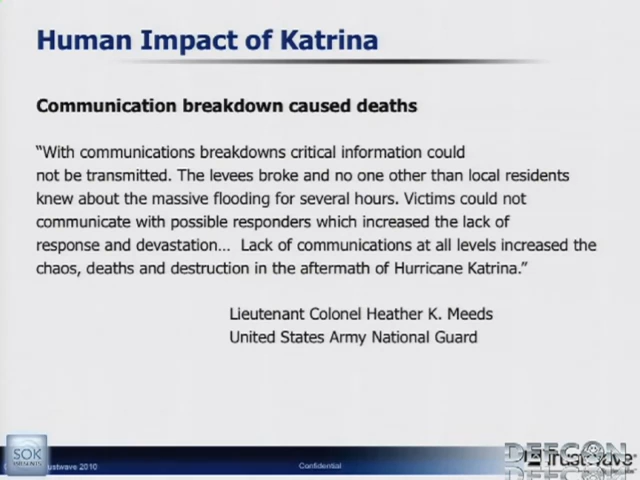 Human Impact of Katrina
Communication breakdown caused deaths
“With communications breakdowns critical information could
not be transmitted. The levees broke and no one other than local residents
knew about the massive flooding for several hours. Victims could not
communicate with possible responders which increased the lack of
response and devastation… Lack of communications at all levels increased the
chaos, deaths and destruction in the aftermath of Hurricane Katrina.”
Lieutenant Colonel Heather K. Meeds
United States Army National Guard
SOK
Trustwave 2010
Confidential
DEFCON
Trustwave